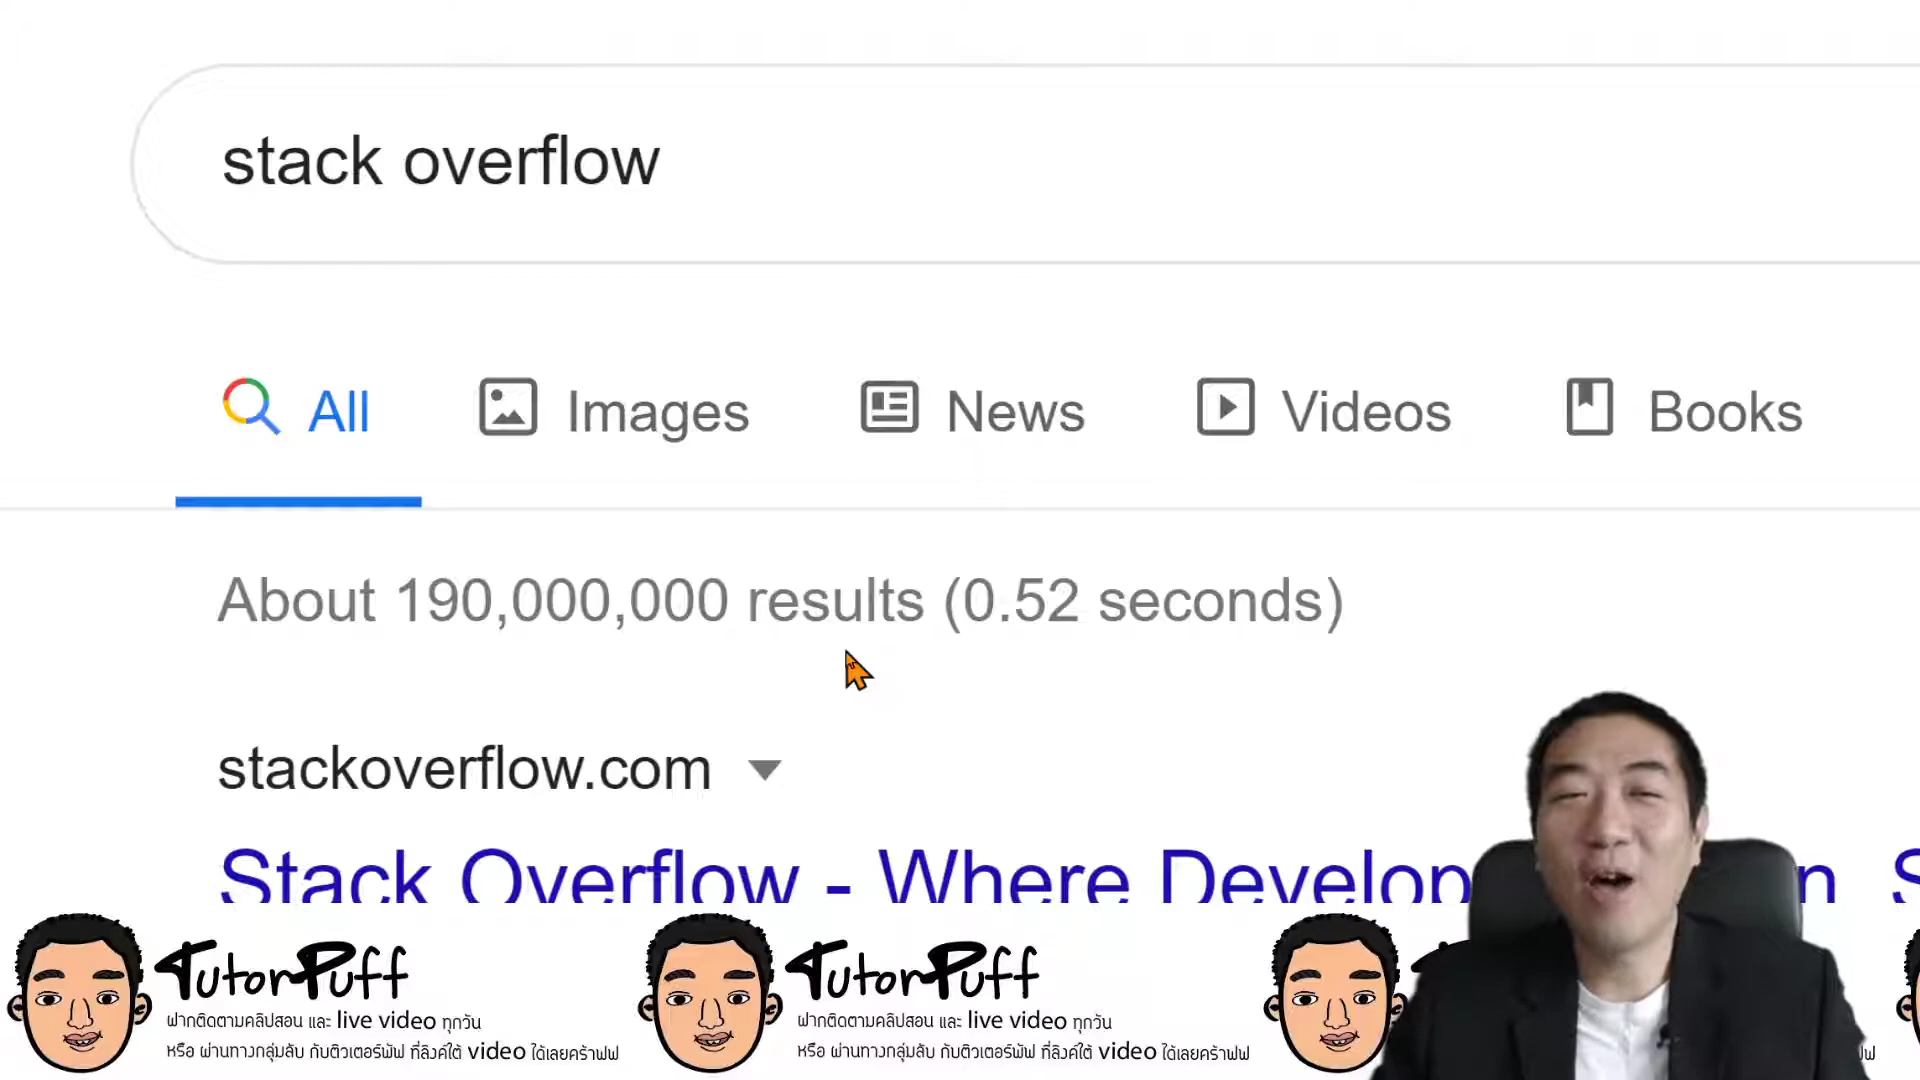 stack overflow
All Images News Videos Books
About 190,000,000 results (0.52 seconds)
stackoverflow.com
Stack Overflow - Where Develop n S
TutorPuff TutorPuff
ฝากติดตามคลิปสอน และ live video ทุกวัน ฝากติดตามคลิปสอน และ live video ทุกวัน
หรือ ผ่านทางกลุ่มลับ กับติวเตอร์พัฟ ที่ลิงค์ใต้ video ได้เลยคร้าฟฟ หรือ ผ่านทางกลุ่มลับ กับติวเตอร์พัฟ ที่ลิงค์ใต้ video ได้เลยคร้าฟฟ